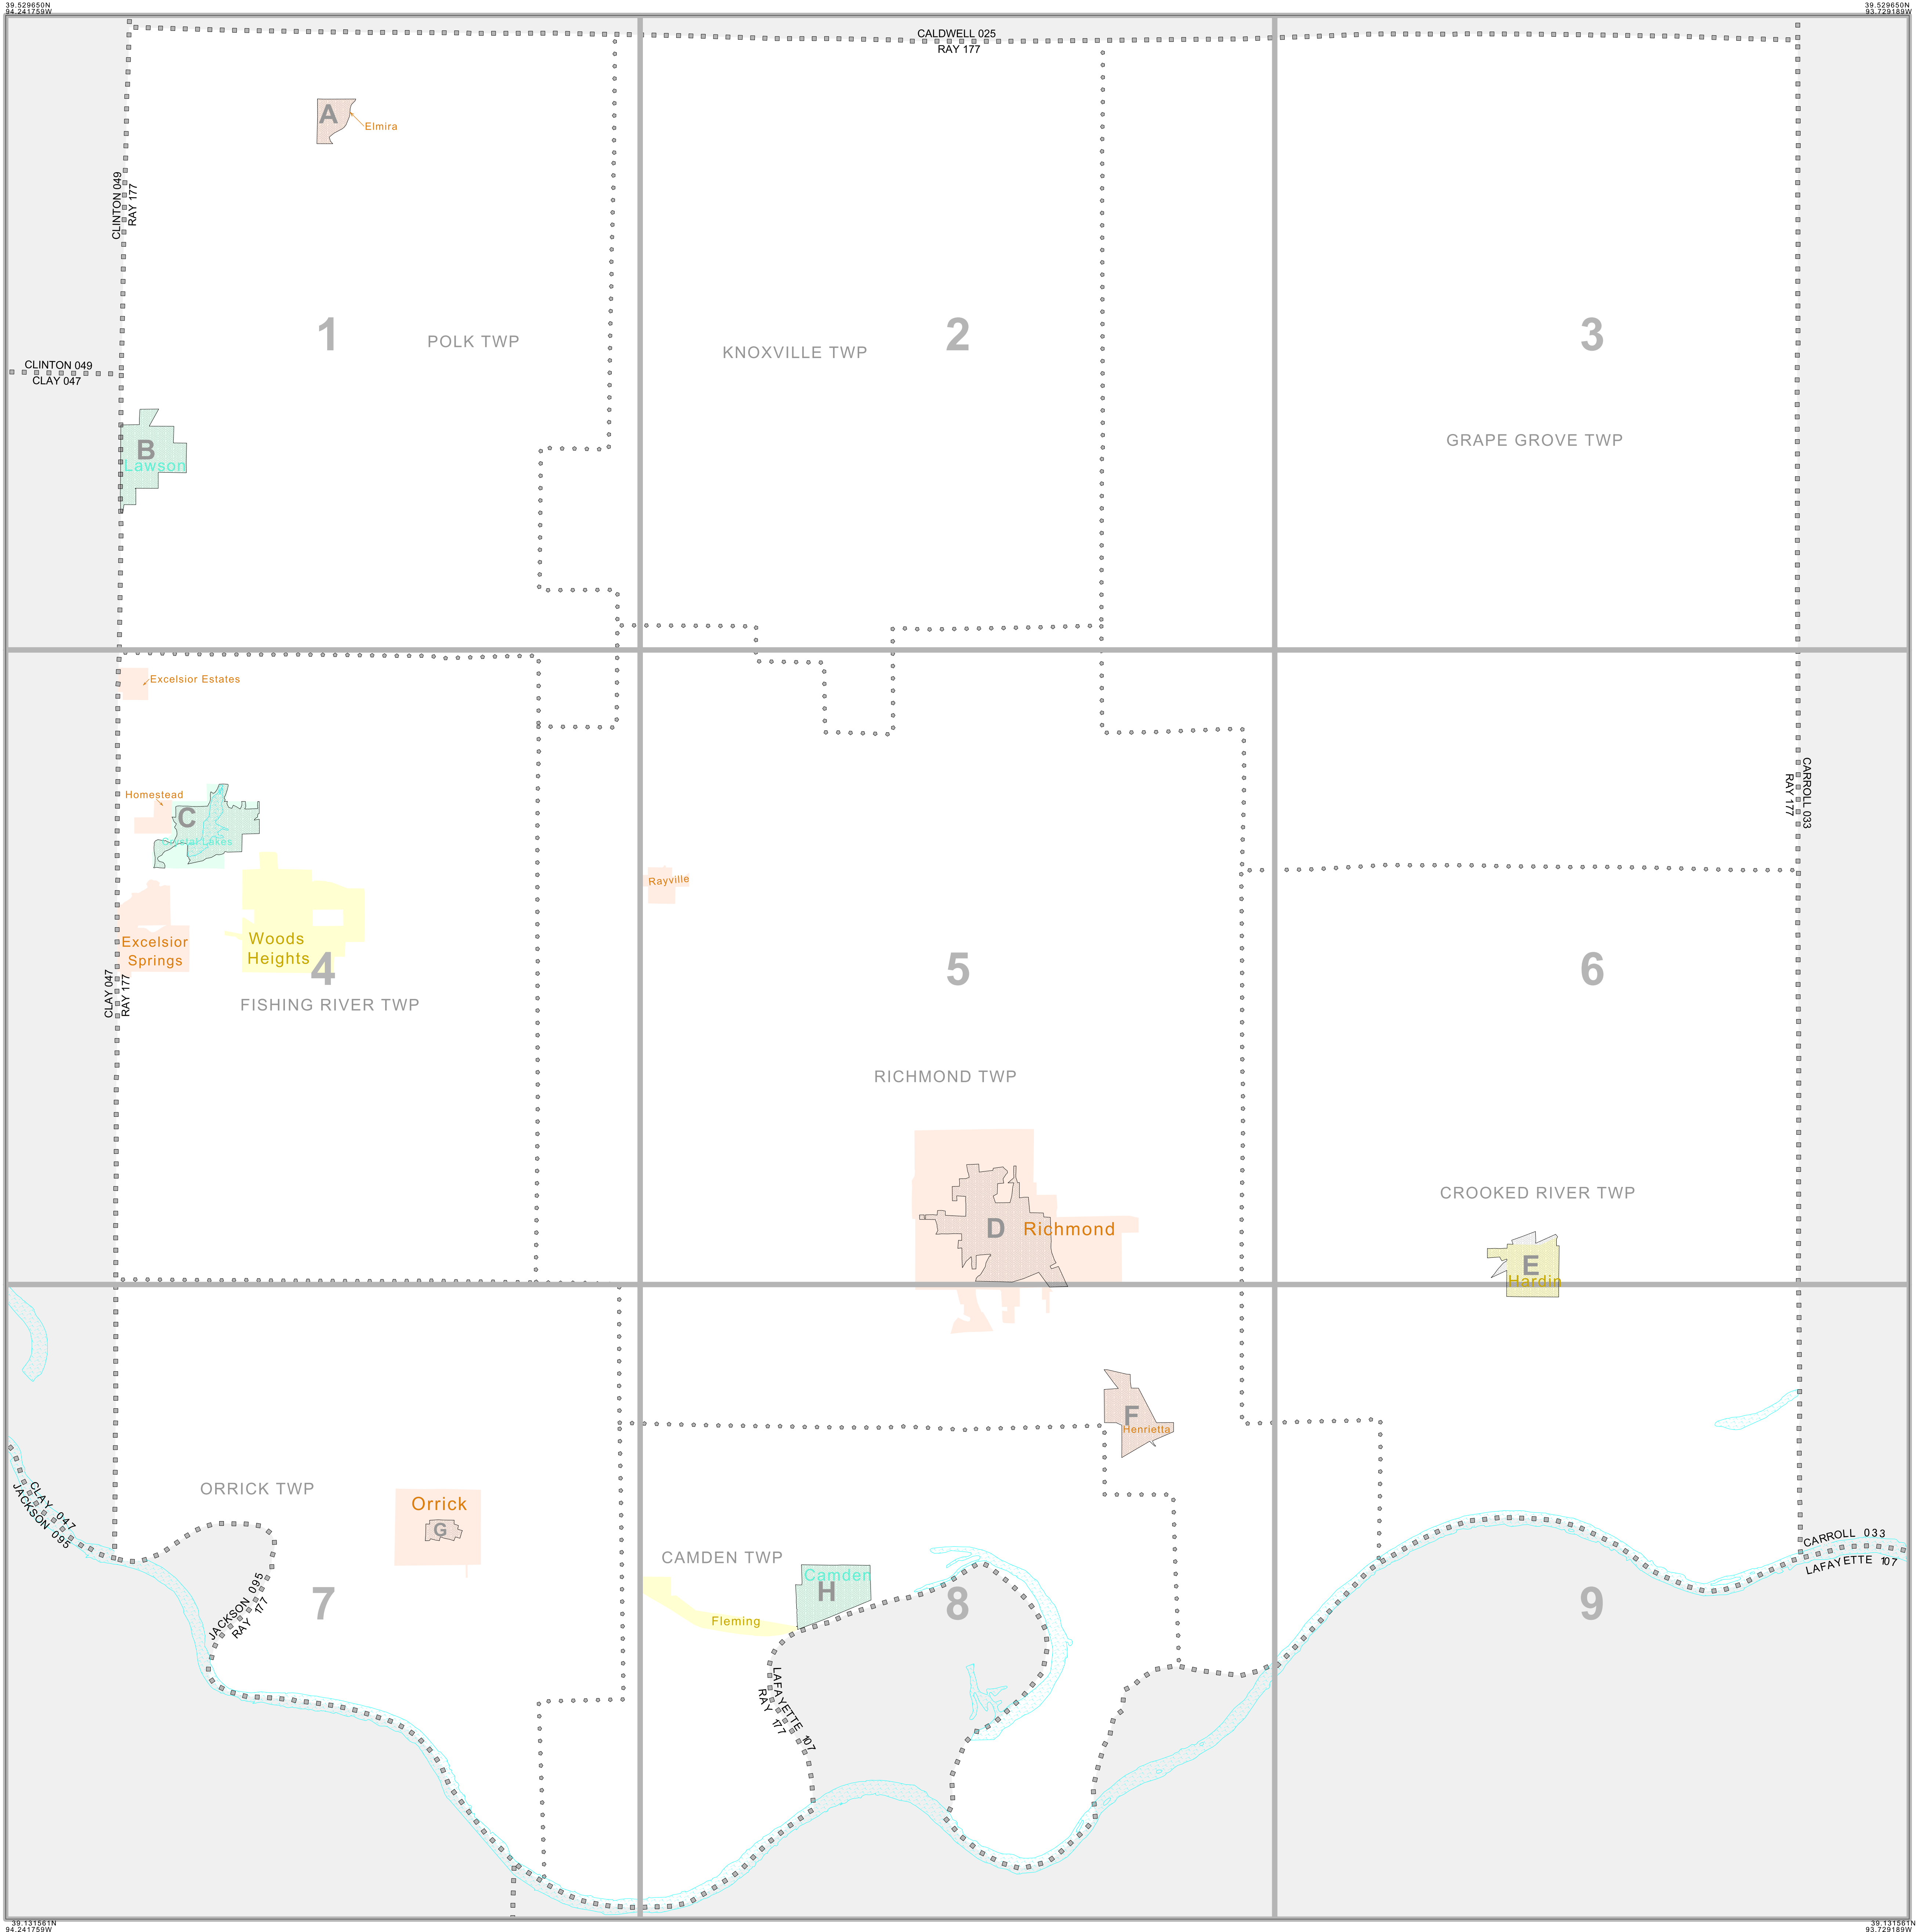 39.529650N
94.241759W
39.529650N
93.729189W
CALDWELL 025
RAY 177
A
Elmira
CLINTON 049
RAY 177
1
POLK TWP
KNOXVILLE TWP
2
3
CLINTON 049
CLAY 047
GRAPE GROVE TWP
B
Lawson
Excelsior Estates
Homestead
C
Crystal Lakes
CARROLL 033
RAY 177
Rayville
Excelsior
Springs
Woods
Heights
4
5
6
CLAY 047
RAY 177
FISHING RIVER TWP
RICHMOND TWP
CROOKED RIVER TWP
D
Richmond
E
Hardin
F
Henrietta
ORRICK TWP
Orrick
G
CLAY 047
JACKSON 095
CARROLL 033
LAFAYETTE 107
CAMDEN TWP
Camden
H
JACKSON 095
RAY 177
7
8
9
Fleming
LAFAYETTE 107
RAY 177
39.131561N
94.241759W
39.131561N
93.729189W